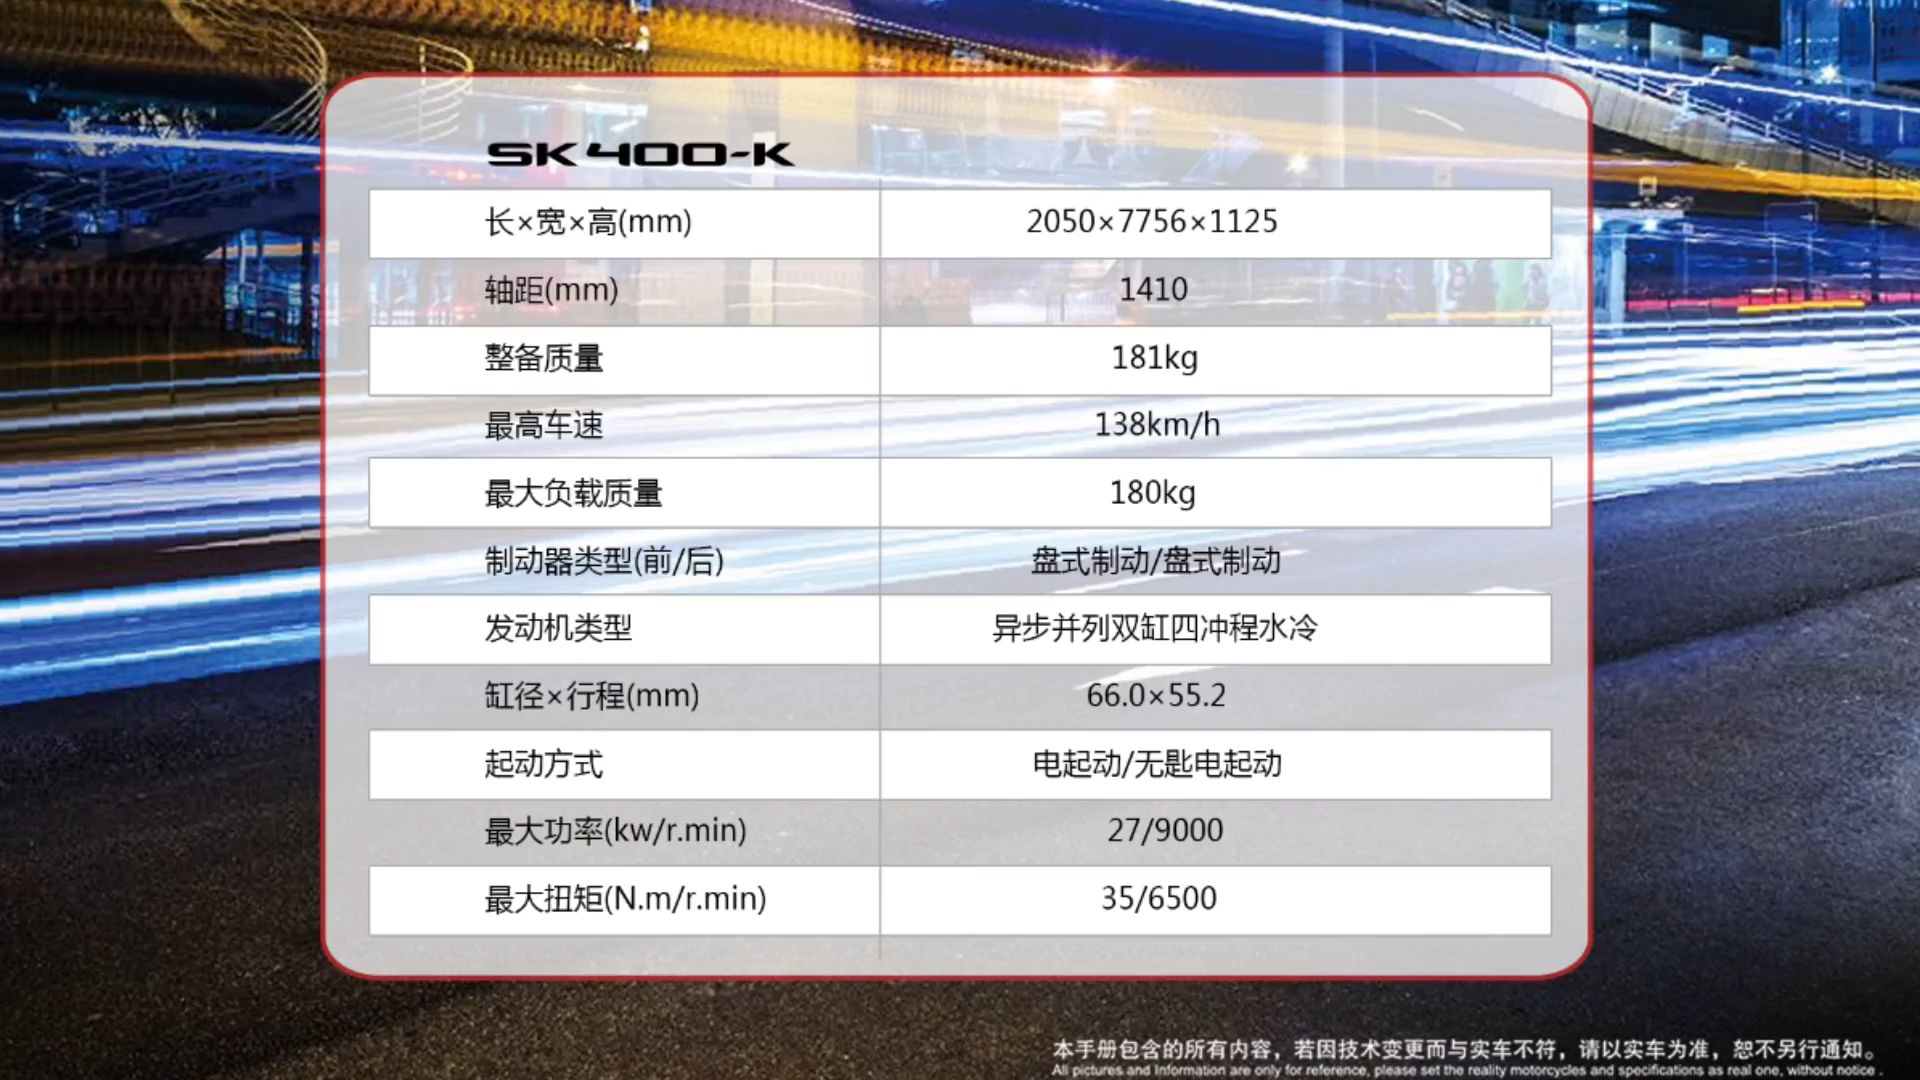 SK400-K
长×宽×高(mm) 2050×7756×1125
轴距(mm) 1410
整备质量 181kg
最高车速 138km/h
最大负载质量 180kg
制动器类型(前/后) 盘式制动/盘式制动
发动机类型 异步并列双缸四冲程水冷
缸径×行程(mm) 66.0×55.2
起动方式 电起动/无匙电起动
最大功率(kw/r.min) 27/9000
最大扭矩(N.m/r.min) 35/6500
本手册包含的所有内容，若因技术变更而与实车不符，请以实车为准，恕不另行通知。
All pictures and Information are only for reference, please set the reality motorcycles and specifications as real one, without notice .